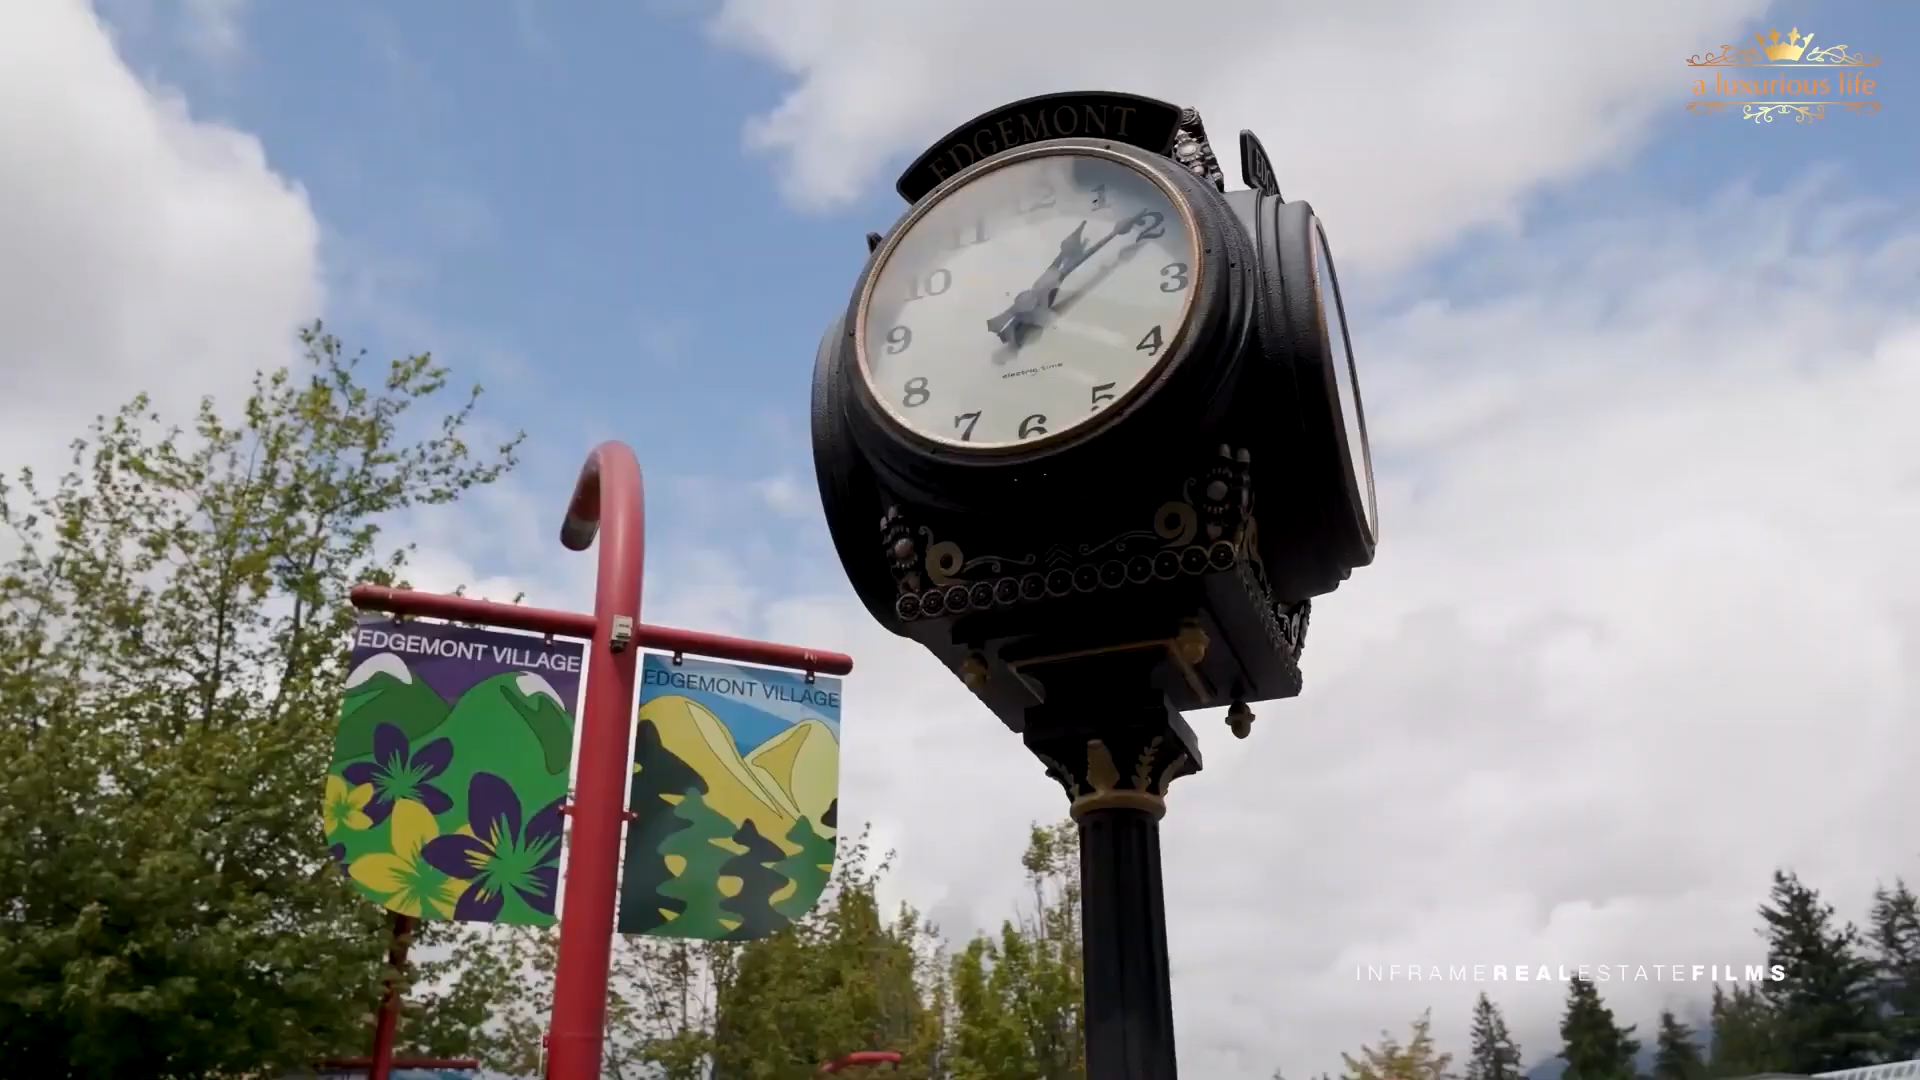 a luxurious life
EDGEMONT
12
1
2
3
4
5
6
7
8
9
10
11
electric time
EDGEMONT VILLAGE
EDGEMONT VILLAGE
INFRAMEREALESTATEFILMS